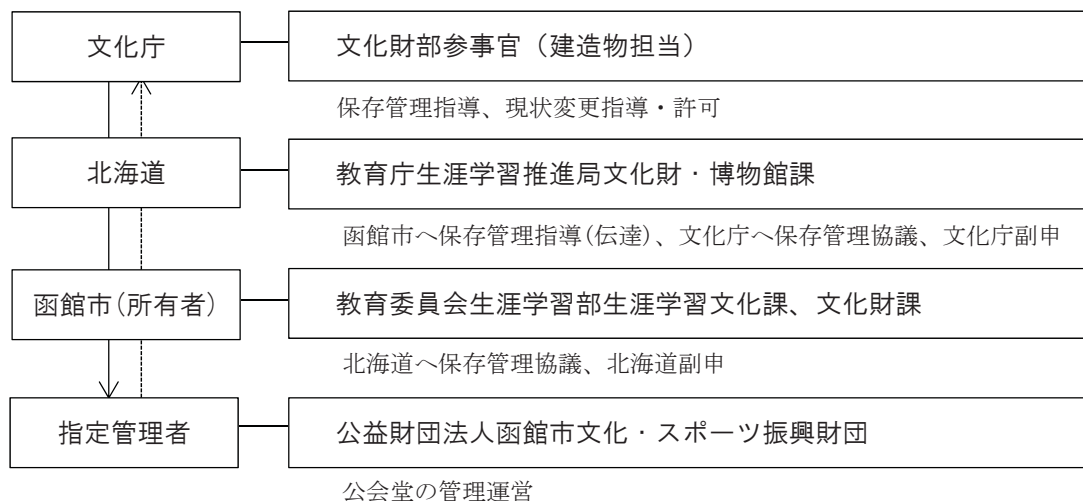 文化庁
文化財部参事官（建造物担当）
保存管理指導、現状変更指導・許可
北海道
教育庁生涯学習推進局文化財・博物館課
函館市へ保存管理指導(伝達)、文化庁へ保存管理協議、文化庁副申
函館市(所有者)
教育委員会生涯学習部生涯学習文化課、文化財課
北海道へ保存管理協議、北海道副申
指定管理者
公益財団法人函館市文化・スポーツ振興財団
公会堂の管理運営